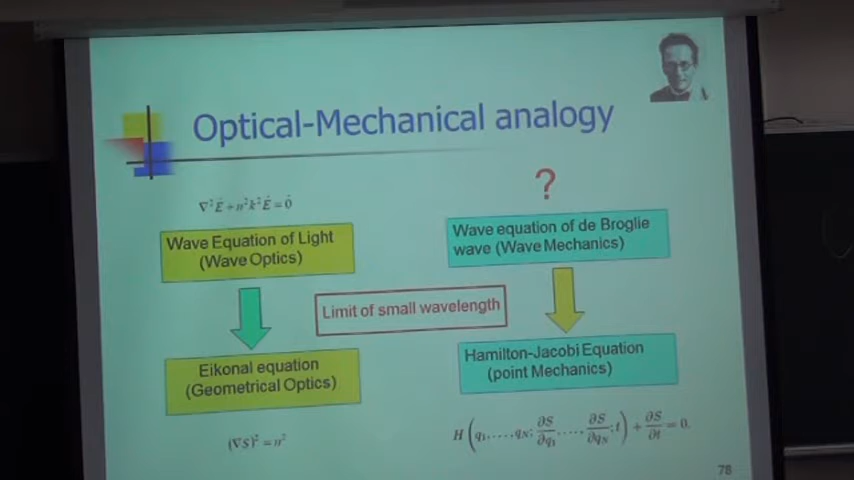 Optical-Mechanical analogy
?
∇²E⃗ + n²k²E⃗ = 0⃗
Wave Equation of Light
(Wave Optics)
Wave equation of de Broglie
wave (Wave Mechanics)
Limit of small wavelength
Eikonal equation
(Geometrical Optics)
Hamilton-Jacobi Equation
(point Mechanics)
(∇S)² = n²
H(q₁,…,q_N; ∂S/∂q₁,…,∂S/∂q_N; t) + ∂S/∂t = 0.
78